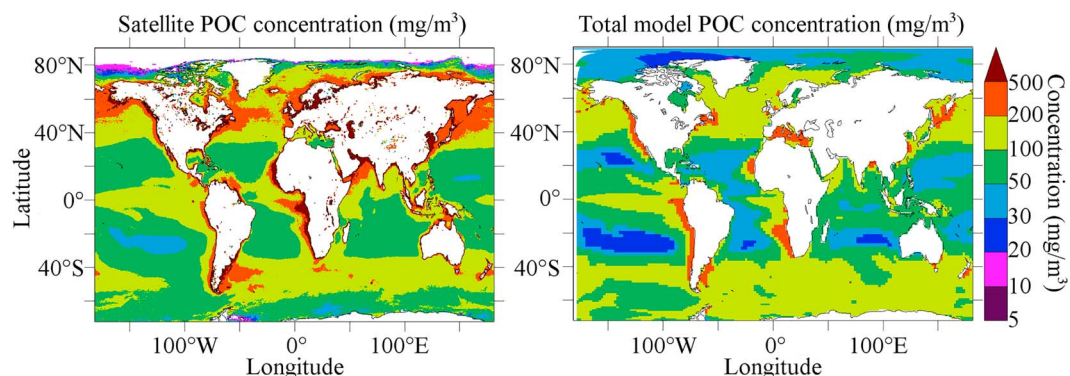 Satellite POC concentration (mg/m³)
Total model POC concentration (mg/m³)
80°N
40°N
0°
40°S
Latitude
100°W
0°
100°E
Longitude
80°N
40°N
0°
40°S
100°W
0°
100°E
Longitude
500
200
100
50
30
20
10
5
Concentration (mg/m³)